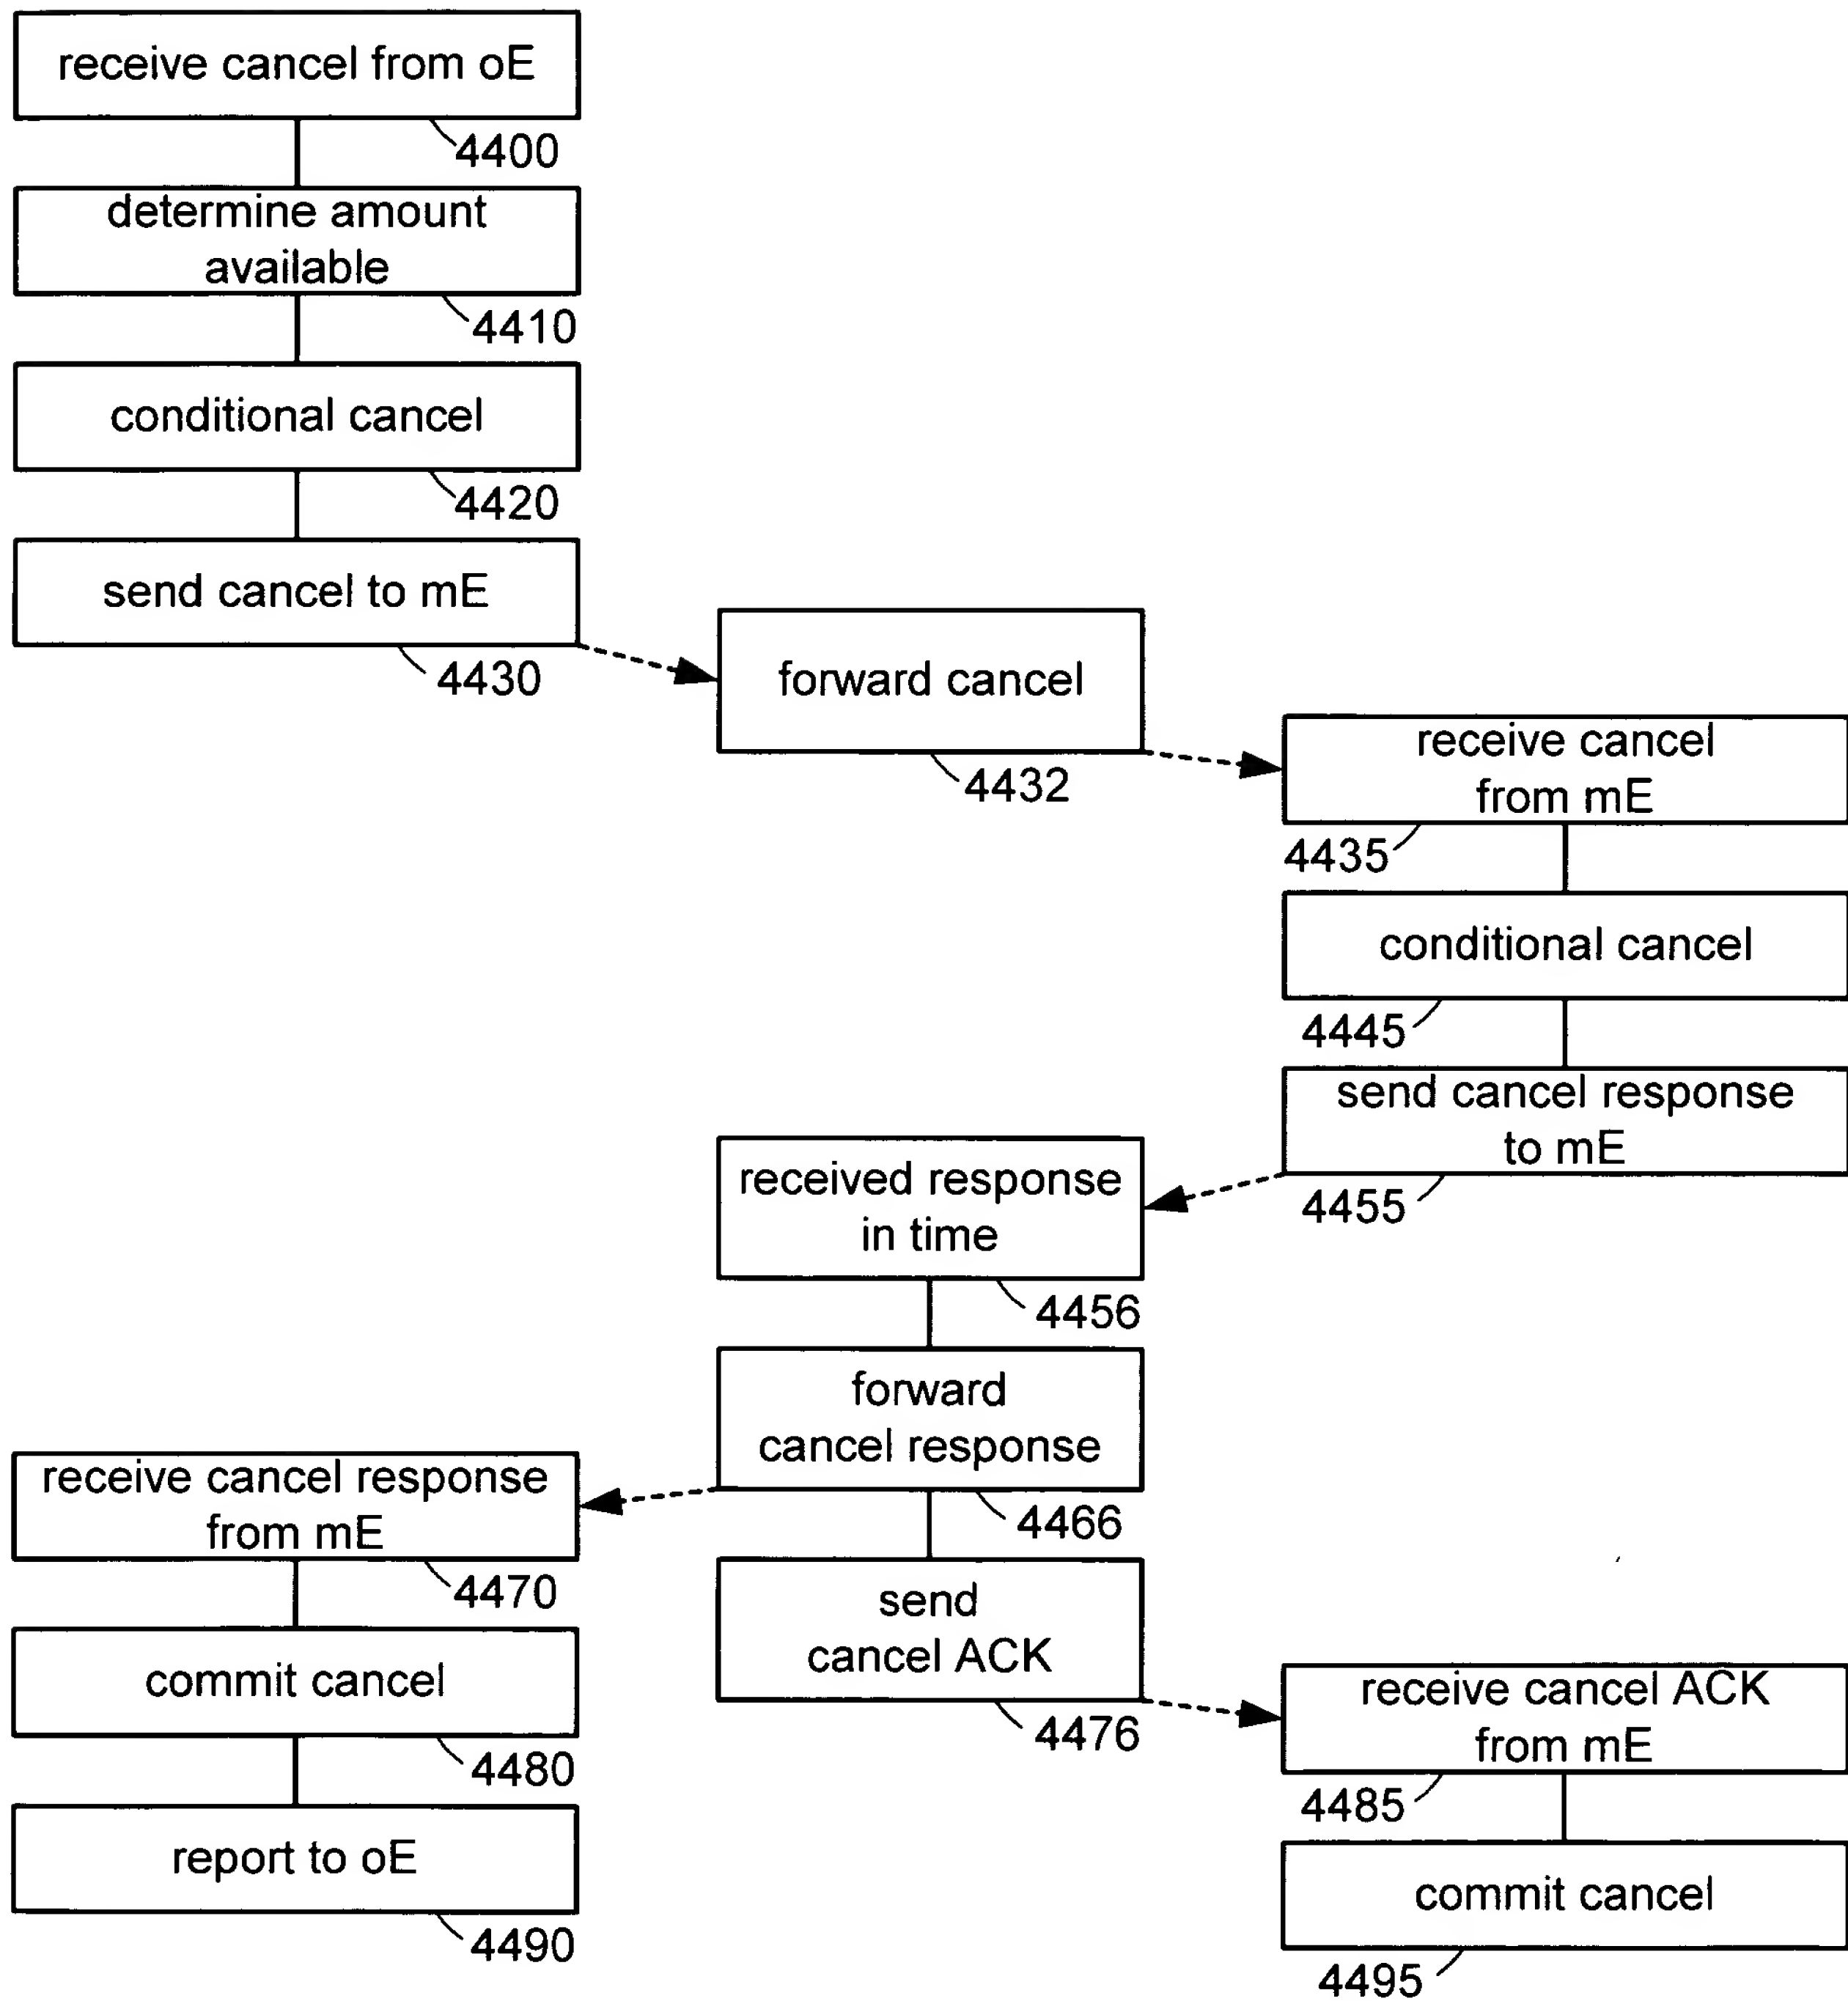 receive cancel from oE
4400
determine amount
available
4410
conditional cancel
4420
send cancel to mE
4430
forward cancel
4432
receive cancel
from mE
4435
conditional cancel
4445
send cancel response
to mE
4455
received response
in time
4456
forward
cancel response
4466
receive cancel response
from mE
4470
send
cancel ACK
4476
commit cancel
4480
receive cancel ACK
from mE
4485
report to oE
4490
commit cancel
4495